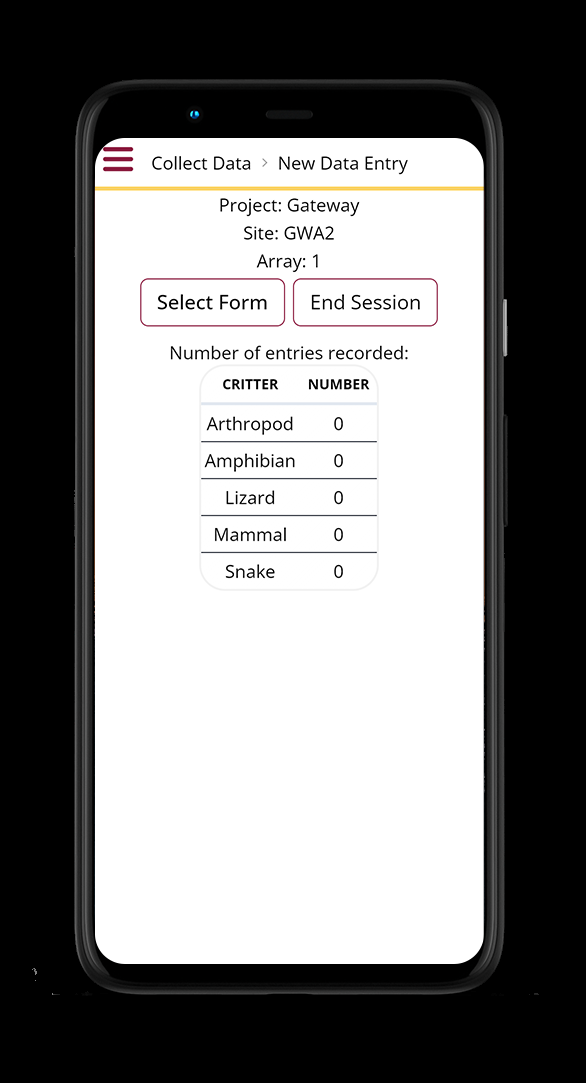 Collect Data > New Data Entry
Project: Gateway
Site: GWA2
Array: 1
Select Form End Session
Number of entries recorded:
CRITTER NUMBER
Arthropod 0
Amphibian 0
Lizard 0
Mammal 0
Snake 0